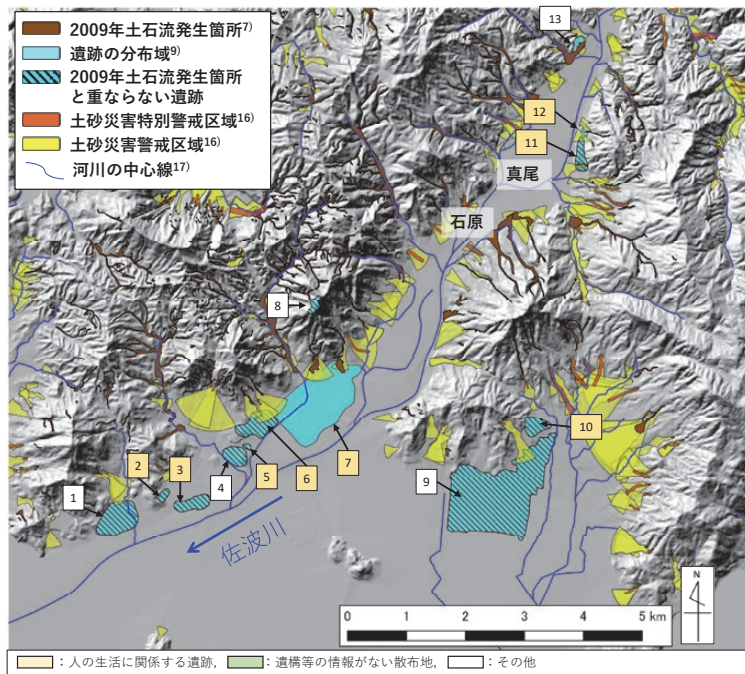 2009年土石流発生箇所7)
遺跡の分布域9)
2009年土石流発生箇所
と重ならない遺跡
土砂災害特別警戒区域16)
土砂災害警戒区域16)
河川の中心線17)
13
12
11
真尾
石原
8
7
6
5
4
3
2
1
10
9
佐波川
N
0 1 2 3 4 5 km
:人の生活に関係する遺跡, :遺構等の情報がない散布地, :その他